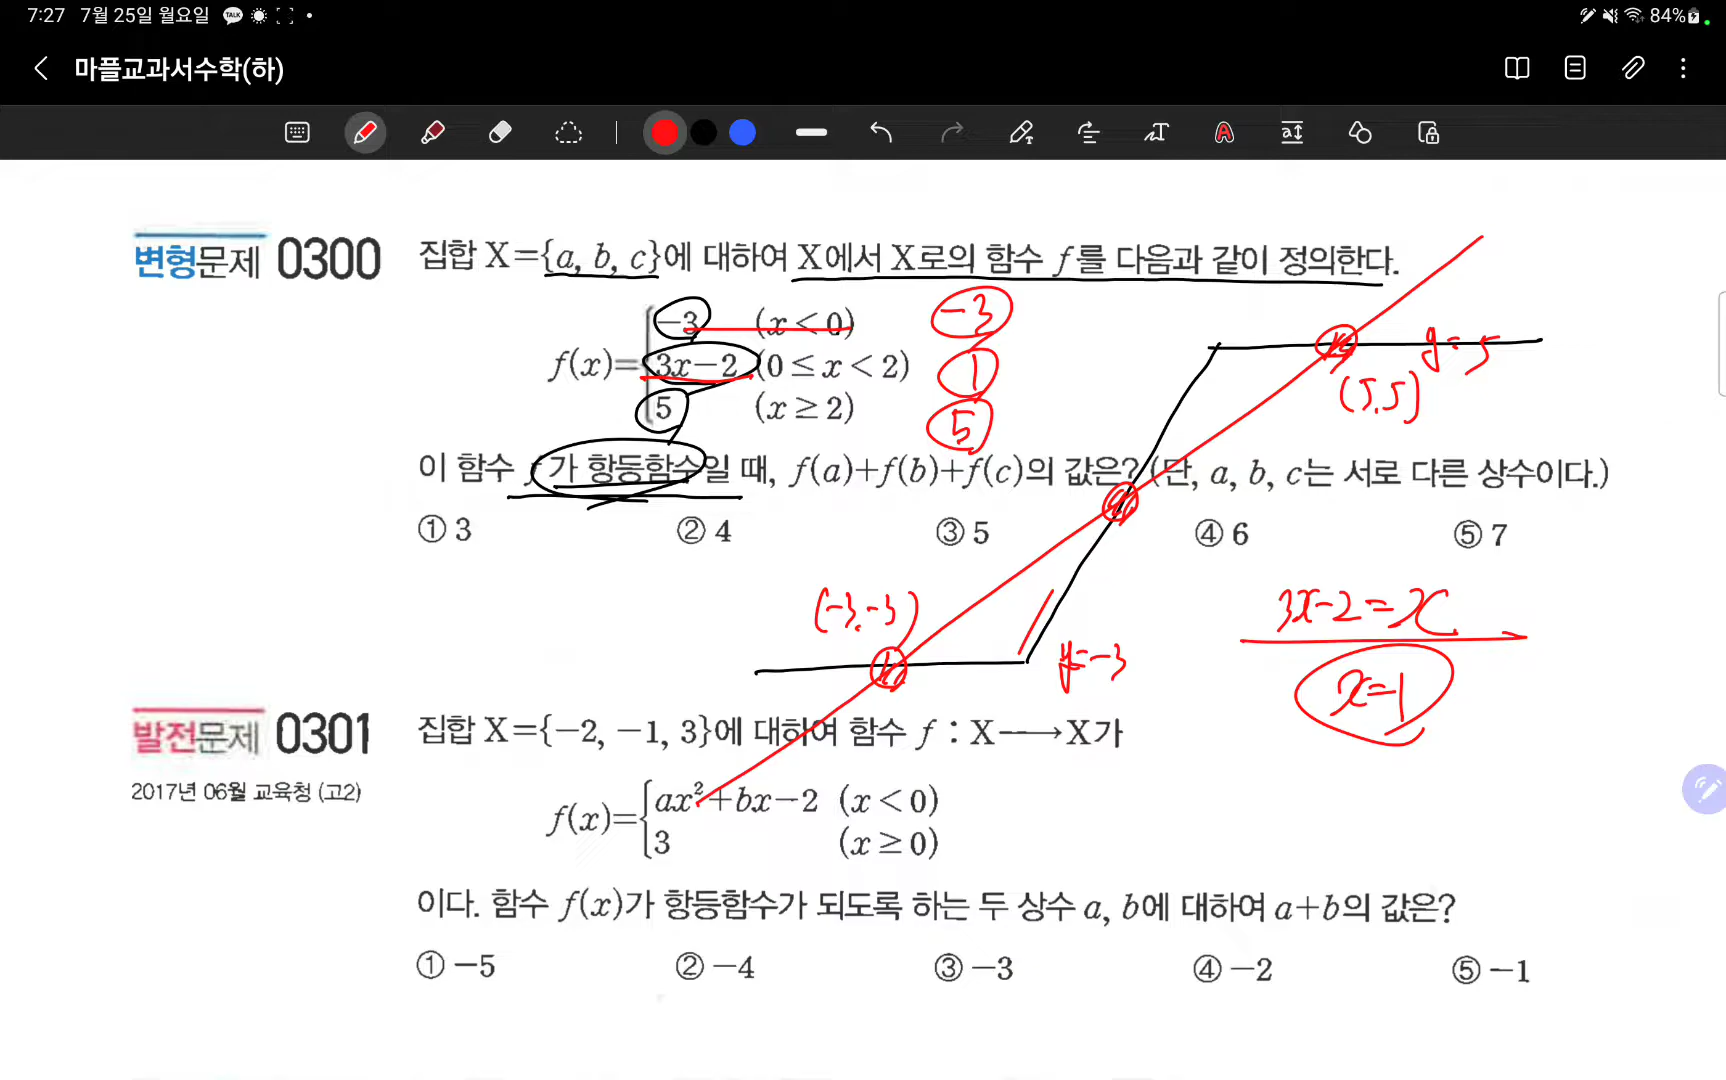 7:27 7월 25일 월요일 TALK 84%
마플교과서수학(하)
변형문제 0300 집합 X={a, b, c}에 대하여 X에서 X로의 함수 f를 다음과 같이 정의한다.
-3 (x<0) -3
f(x)= 3x-2 (0≤x<2) 1
5 (x≥2) 5
y=5
(5,5)
이 함수 f가 항등함수일 때, f(a)+f(b)+f(c)의 값은? (단, a, b, c는 서로 다른 상수이다.)
① 3 ② 4 ③ 5 ④ 6 ⑤ 7
(-3,-3)
y=-3
3x-2=x
x=1
발전문제 0301 집합 X={-2, -1, 3}에 대하여 함수 f : X→X가
2017년 06월 교육청 (고2)
f(x)= ax²+bx-2 (x<0)
3 (x≥0)
이다. 함수 f(x)가 항등함수가 되도록 하는 두 상수 a, b에 대하여 a+b의 값은?
① -5 ② -4 ③ -3 ④ -2 ⑤ -1